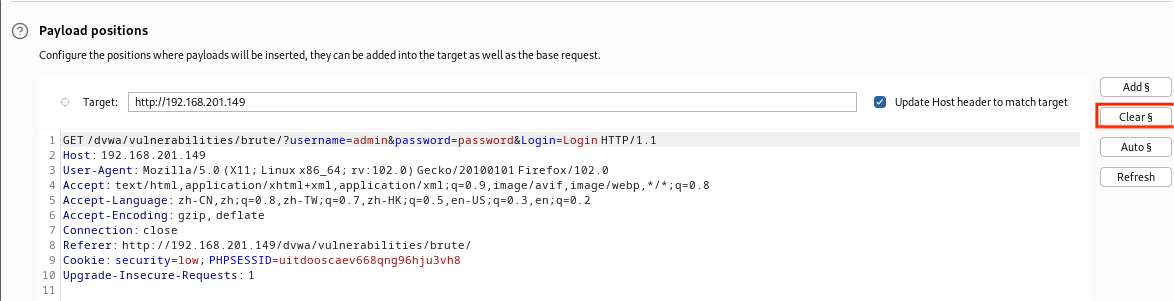 ? Payload positions
Configure the positions where payloads will be inserted, they can be added into the target as well as the base request.
Target: http://192.168.201.149 Update Host header to match target
Add §
Clear §
Auto §
Refresh
1 GET /dvwa/vulnerabilities/brute/?username=admin&password=password&Login=Login HTTP/1.1
2 Host: 192.168.201.149
3 User-Agent: Mozilla/5.0 (X11; Linux x86_64; rv:102.0) Gecko/20100101 Firefox/102.0
4 Accept: text/html,application/xhtml+xml,application/xml;q=0.9,image/avif,image/webp,*/*;q=0.8
5 Accept-Language: zh-CN,zh;q=0.8,zh-TW;q=0.7,zh-HK;q=0.5,en-US;q=0.3,en;q=0.2
6 Accept-Encoding: gzip, deflate
7 Connection: close
8 Referer: http://192.168.201.149/dvwa/vulnerabilities/brute/
9 Cookie: security=low; PHPSESSID=uitdooscaev668qng96hju3vh8
10 Upgrade-Insecure-Requests: 1
11